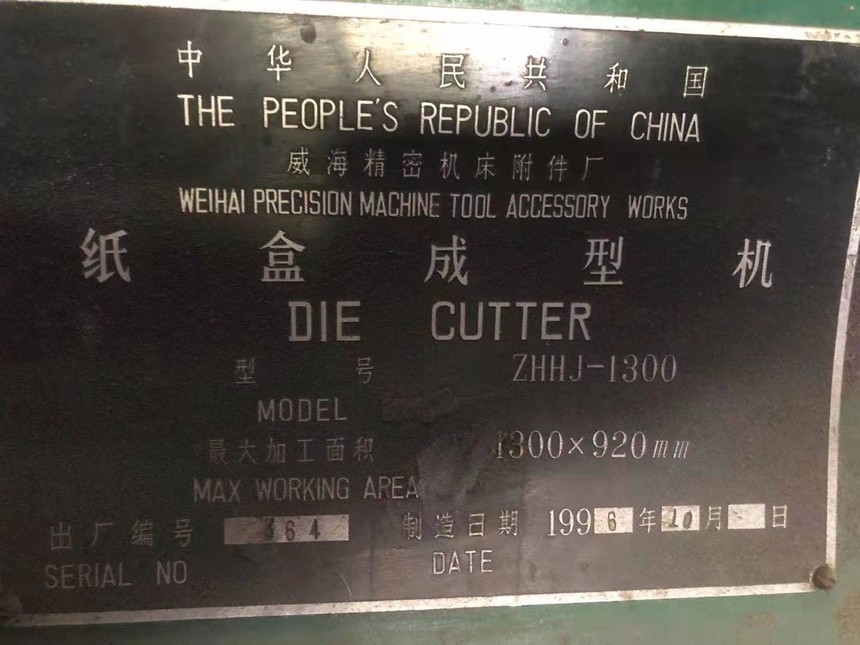 中华人民共和国
THE PEOPLE'S REPUBLIC OF CHINA
威海精密机床附件厂
WEIHAI PRECISION MACHINE TOOL ACCESSORY WORKS
纸盒成型机
DIE CUTTER
型号 ZHHJ-1300
MODEL
最大加工面积 1300×920mm
MAX WORKING AREA
出厂编号 364 制造日期 1996年10月 日
SERIAL NO DATE